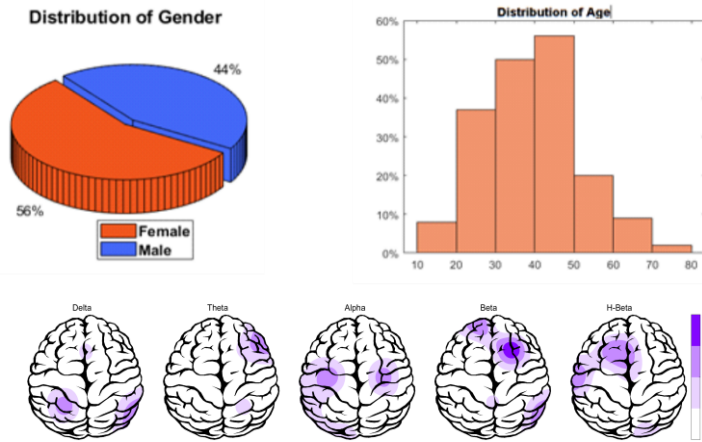 Distribution of Gender
44%
56%
Female
Male
Distribution of Age
60%
50%
40%
30%
20%
10%
0%
10 20 30 40 50 60 70 80
Delta Theta Alpha Beta H-Beta